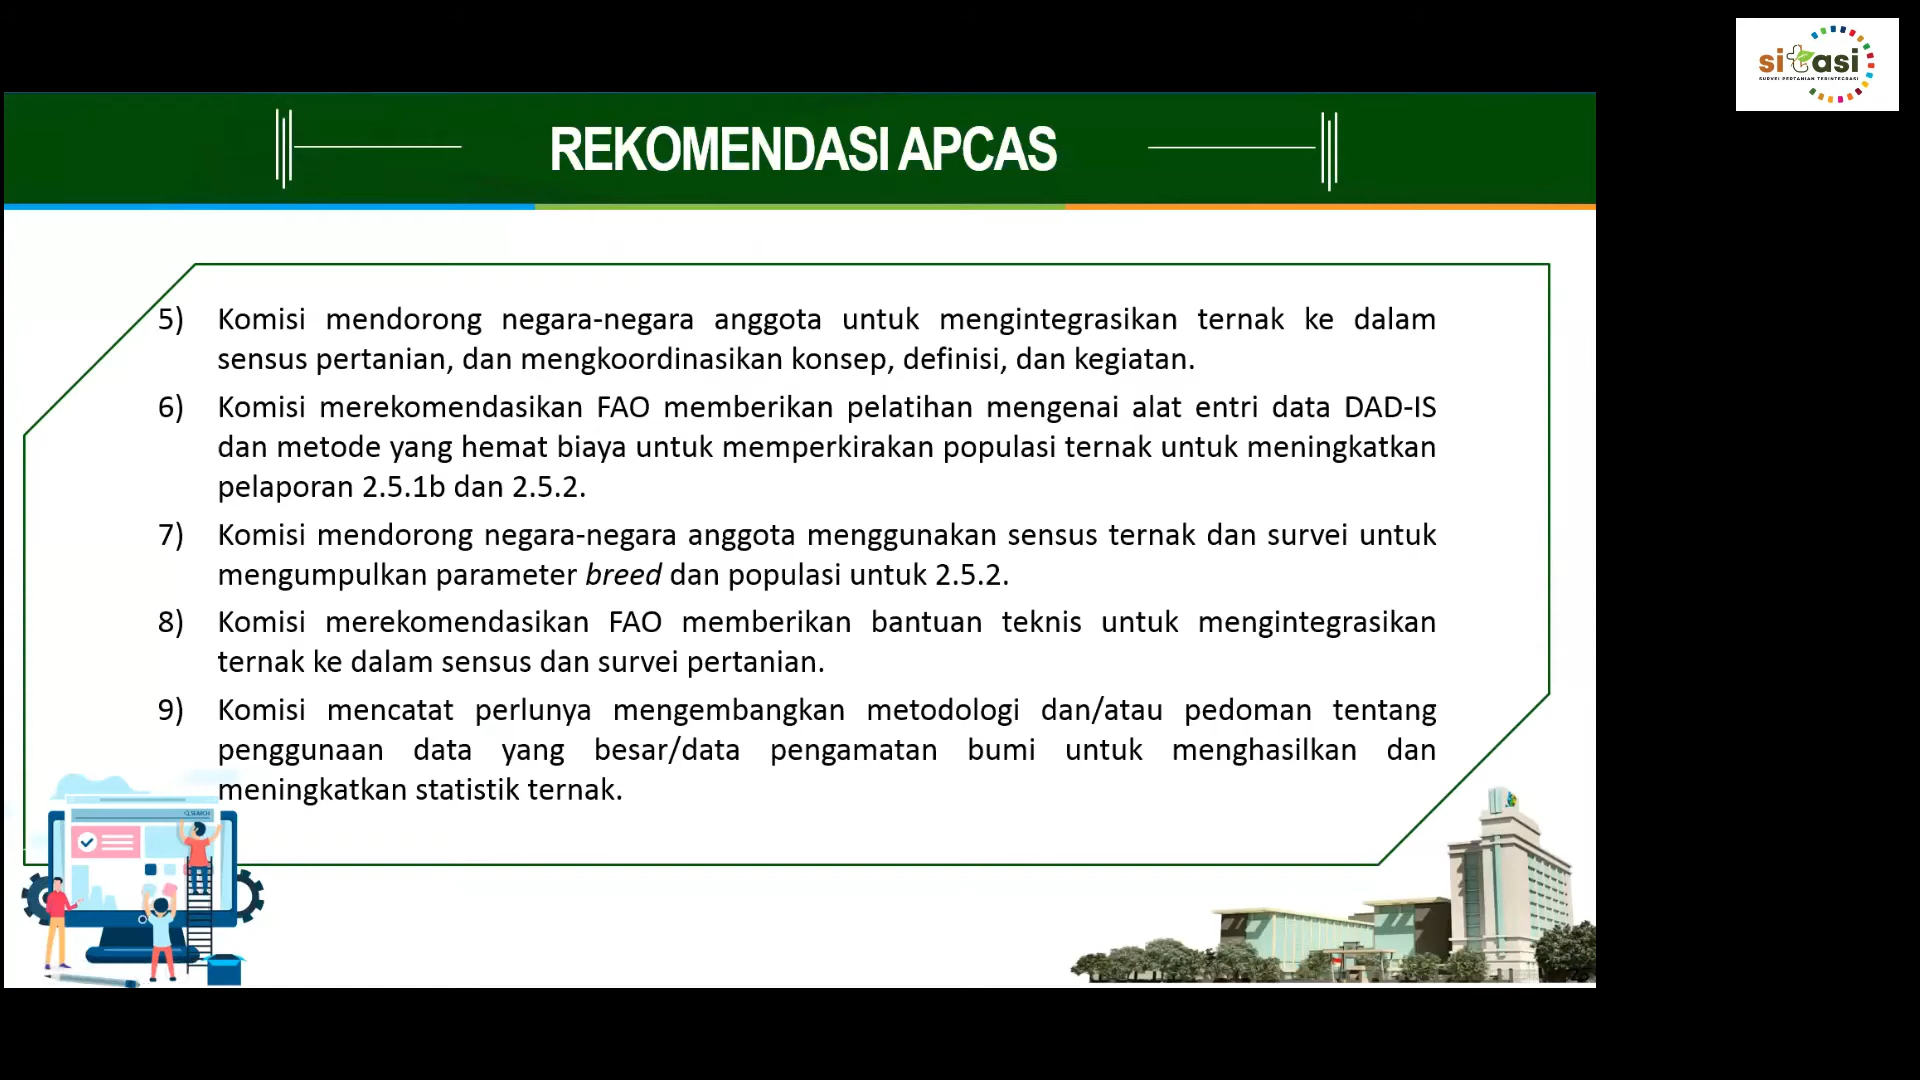 sitasi
SURVEI PERTANIAN TERINTEGRASI
REKOMENDASI APCAS
5) Komisi mendorong negara-negara anggota untuk mengintegrasikan ternak ke dalam
sensus pertanian, dan mengkoordinasikan konsep, definisi, dan kegiatan.
6) Komisi merekomendasikan FAO memberikan pelatihan mengenai alat entri data DAD-IS
dan metode yang hemat biaya untuk memperkirakan populasi ternak untuk meningkatkan
pelaporan 2.5.1b dan 2.5.2.
7) Komisi mendorong negara-negara anggota menggunakan sensus ternak dan survei untuk
mengumpulkan parameter breed dan populasi untuk 2.5.2.
8) Komisi merekomendasikan FAO memberikan bantuan teknis untuk mengintegrasikan
ternak ke dalam sensus dan survei pertanian.
9) Komisi mencatat perlunya mengembangkan metodologi dan/atau pedoman tentang
penggunaan data yang besar/data pengamatan bumi untuk menghasilkan dan
meningkatkan statistik ternak.
SEARCH